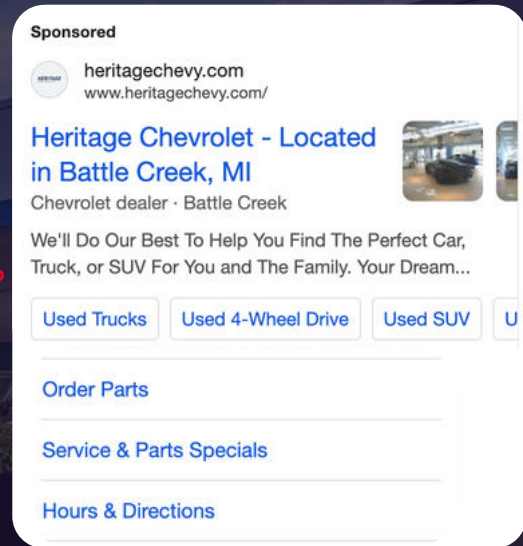 Sponsored
HERITAGE
heritagechevy.com
www.heritagechevy.com/
Heritage Chevrolet - Located
in Battle Creek, MI
Chevrolet dealer · Battle Creek
We'll Do Our Best To Help You Find The Perfect Car,
Truck, or SUV For You and The Family. Your Dream...
Used Trucks Used 4-Wheel Drive Used SUV U
Order Parts
Service & Parts Specials
Hours & Directions